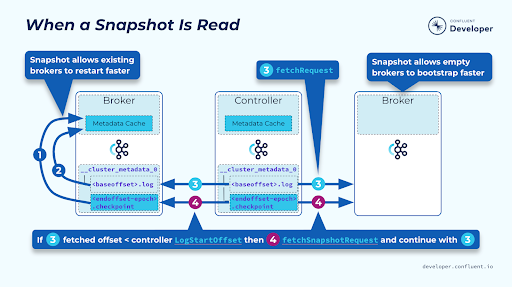 When a Snapshot Is Read
CONFLUENT
Developer
Snapshot allows existing
brokers to restart faster
3 fetchRequest
Snapshot allows empty
brokers to bootstrap faster
Broker
Controller
Broker
Metadata Cache
Metadata Cache
1
2
__cluster_metadata_0
__cluster_metadata_0
<baseoffset>.log
3
<baseoffset>.log
3
<endoffset-epoch>
.checkpoint
4
<endoffset-epoch>
.checkpoint
4
If 3 fetched offset < controller LogStartOffset then 4 fetchSnapshotRequest and continue with 3
developer.confluent.io